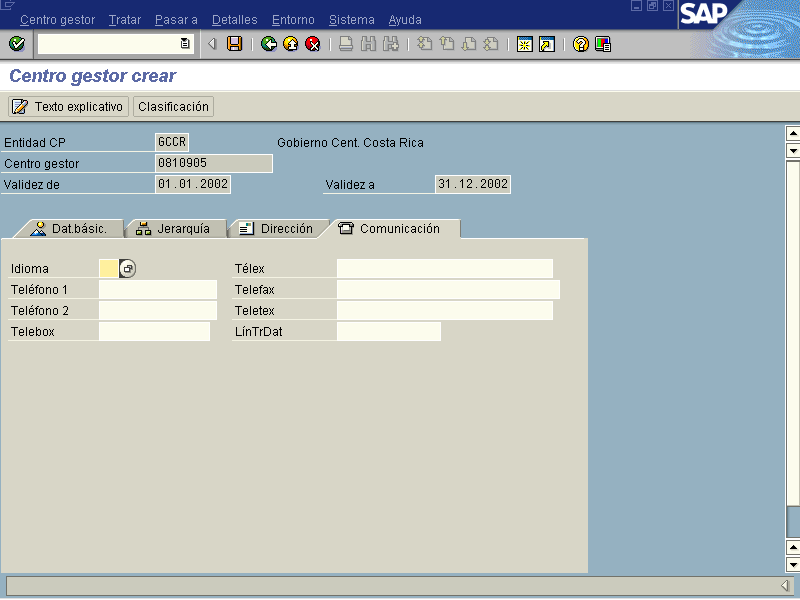 Centro gestor Tratar Pasar a Detalles Entorno Sistema Ayuda
SAP
Centro gestor crear
Texto explicativo Clasificación
Entidad CP GCCR Gobierno Cent. Costa Rica
Centro gestor 0810905
Validez de 01.01.2002 Validez a 31.12.2002
Dat.básic. Jerarquía Dirección Comunicación
Idioma Télex
Teléfono 1 Telefax
Teléfono 2 Teletex
Telebox LínTrDat